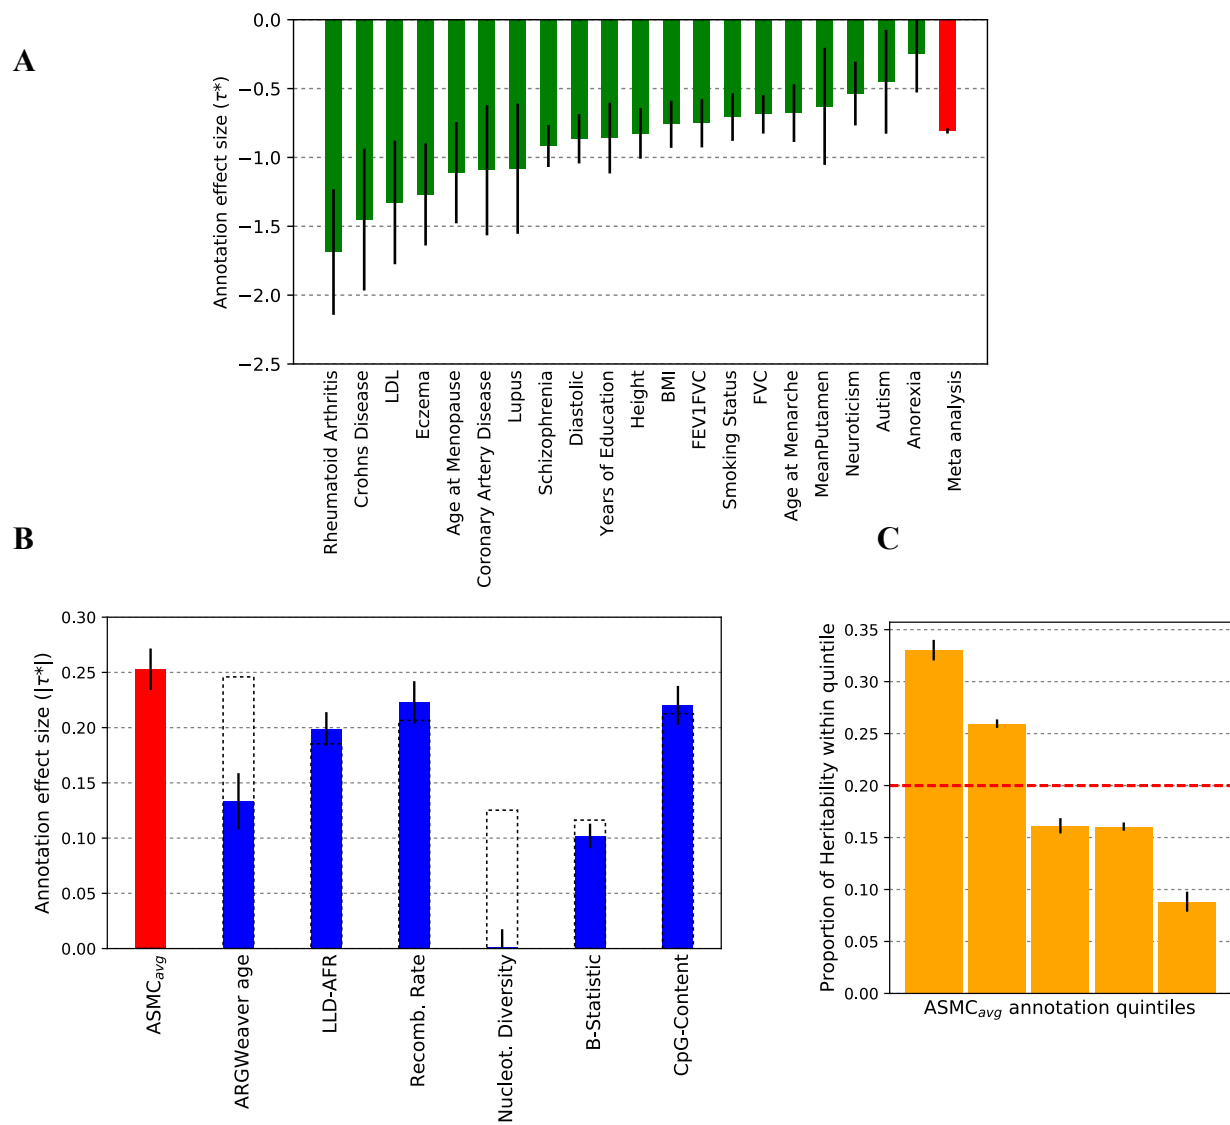 A
Annotation effect size (τ*)
0.0
−0.5
−1.0
−1.5
−2.0
−2.5
Rheumatoid Arthritis
Crohns Disease
LDL
Eczema
Age at Menopause
Coronary Artery Disease
Lupus
Schizophrenia
Diastolic
Years of Education
Height
BMI
FEV1FVC
Smoking Status
FVC
Age at Menarche
MeanPutamen
Neuroticism
Autism
Anorexia
Meta analysis
B
Annotation effect size (|τ*|)
0.30
0.25
0.20
0.15
0.10
0.05
0.00
ASMCavg
ARGWeaver age
LLD-AFR
Recomb. Rate
Nucleot. Diversity
B-Statistic
CpG-Content
C
Proportion of Heritability within quintile
0.35
0.30
0.25
0.20
0.15
0.10
0.05
0.00
ASMCavg annotation quintiles